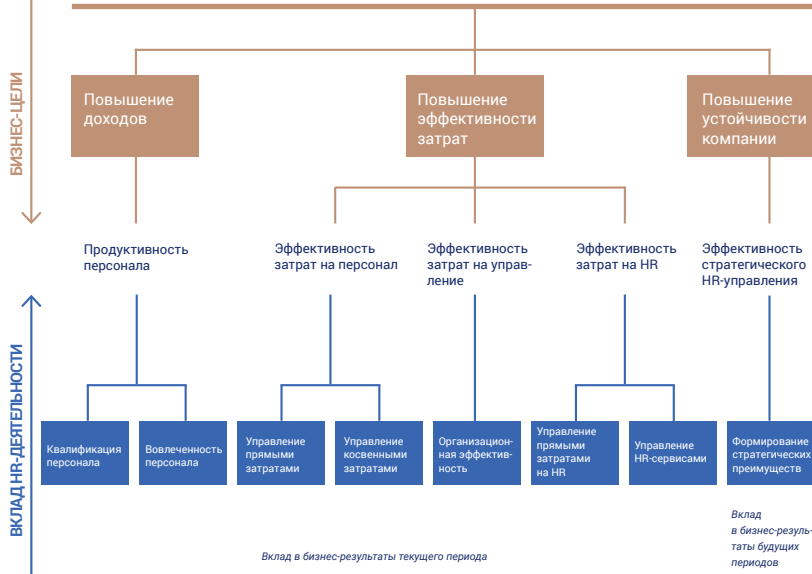 БИЗНЕС-ЦЕЛИ
Повышение
доходов
Повышение
эффективности
затрат
Повышение
устойчивости
компании
Продуктивность
персонала
Эффективность
затрат на персонал
Эффективность
затрат на управ-
ление
Эффективность
затрат на HR
Эффективность
стратегического
HR-управления
ВКЛАД HR-ДЕЯТЕЛЬНОСТИ
Квалификация
персонала
Вовлеченность
персонала
Управление
прямыми
затратами
Управление
косвенными
затратами
Организацион-
ная эффектив-
ность
Управление
прямыми
затратами
на HR
Управление
HR-сервисами
Формирование
стратегических
преимуществ
Вклад в бизнес-результаты текущего периода
Вклад
в бизнес-резуль-
таты будущих
периодов